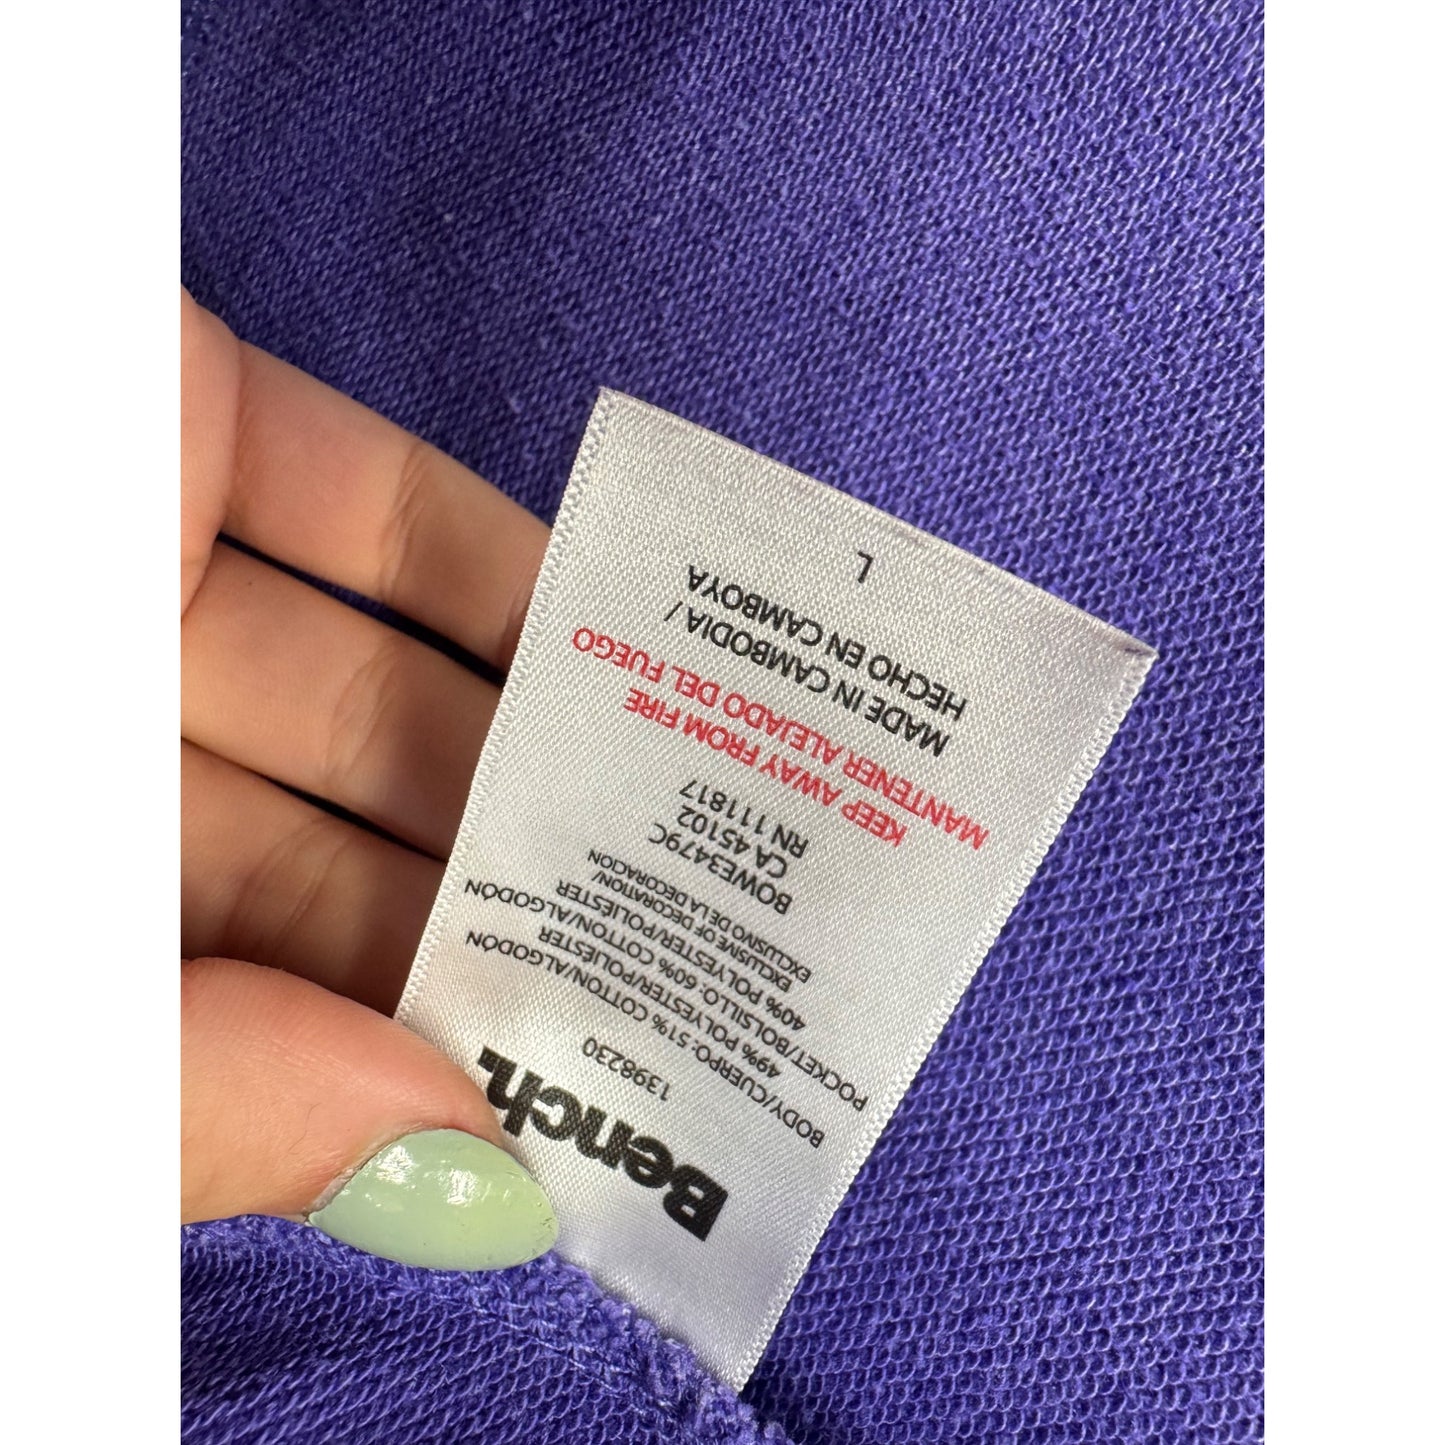 Bench.
1398230
BODY/CUERPO: 51% COTTON/ALGODÓN
49% POLYESTER/POLIÉSTER
POCKET/BOLSILLO: 60% COTTON/ALGODÓN
40% POLYESTER/POLIÉSTER
EXCLUSIVE OF DECORATION/
EXCLUSIVO DE LA DECORACION
BOWE3479C
CA 45102
RN 111817
KEEP AWAY FROM FIRE
MANTENER ALEJADO DEL FUEGO
MADE IN CAMBODIA /
HECHO EN CAMBOYA
L